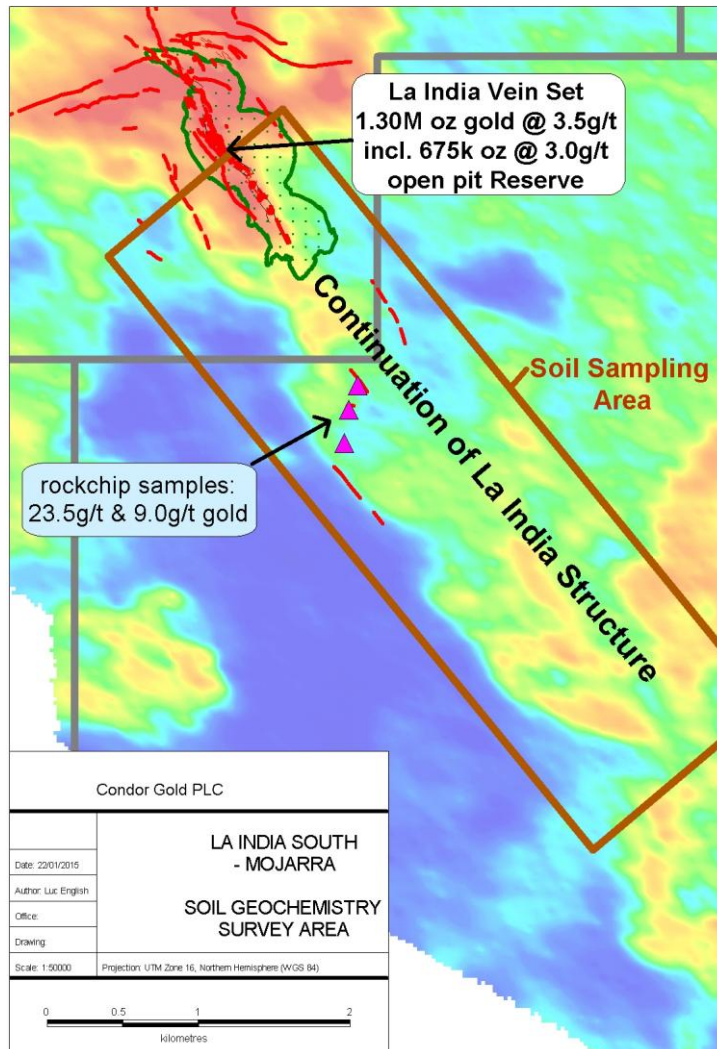 La India Vein Set
1.30M oz gold @ 3.5g/t
incl. 675k oz @ 3.0g/t
open pit Reserve
Continuation of La India Structure
Soil Sampling
Area
rockchip samples:
23.5g/t & 9.0g/t gold
Condor Gold PLC
LA INDIA SOUTH
- MOJARRA
SOIL GEOCHEMISTRY
SURVEY AREA
Date: 22/01/2015
Author: Luc English
Office:
Drawing:
Scale: 1:50000
Projection: UTM Zone 16, Northern Hemisphere (WGS 84)
0 0.5 1 2
kilometres